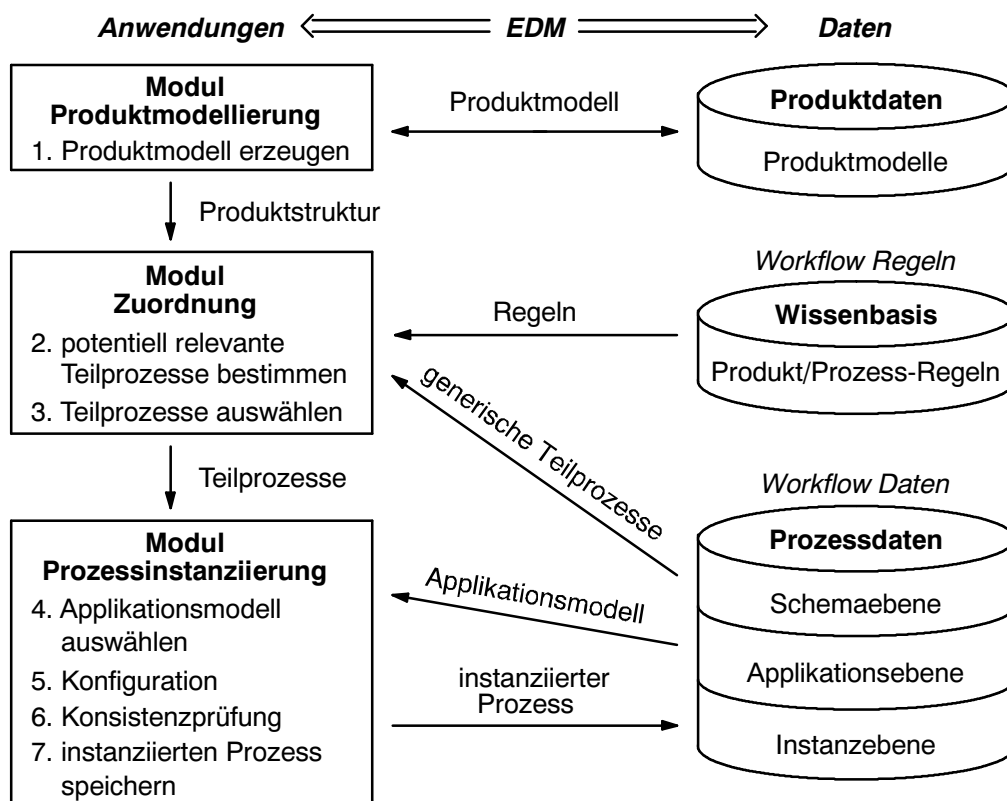 Anwendungen
EDM
Daten
Modul
Produktmodellierung
1. Produktmodell erzeugen
Produktmodell
Produktdaten
Produktmodelle
Produktstruktur
Modul
Zuordnung
2. potentiell relevante
Teilprozesse bestimmen
3. Teilprozesse auswählen
Regeln
generische Teilprozesse
Workflow Regeln
Wissenbasis
Produkt/Prozess-Regeln
Teilprozesse
Workflow Daten
Prozessdaten
Schemaebene
Applikationsebene
Instanzebene
Modul
Prozessinstanziierung
4. Applikationsmodell
auswählen
5. Konfiguration
6. Konsistenzprüfung
7. instanziierten Prozess
speichern
Applikationsmodell
instanziierter
Prozess